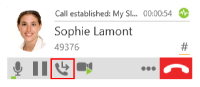 Call established: My Sl... 00:00:54
Sophie Lamont
49376 #